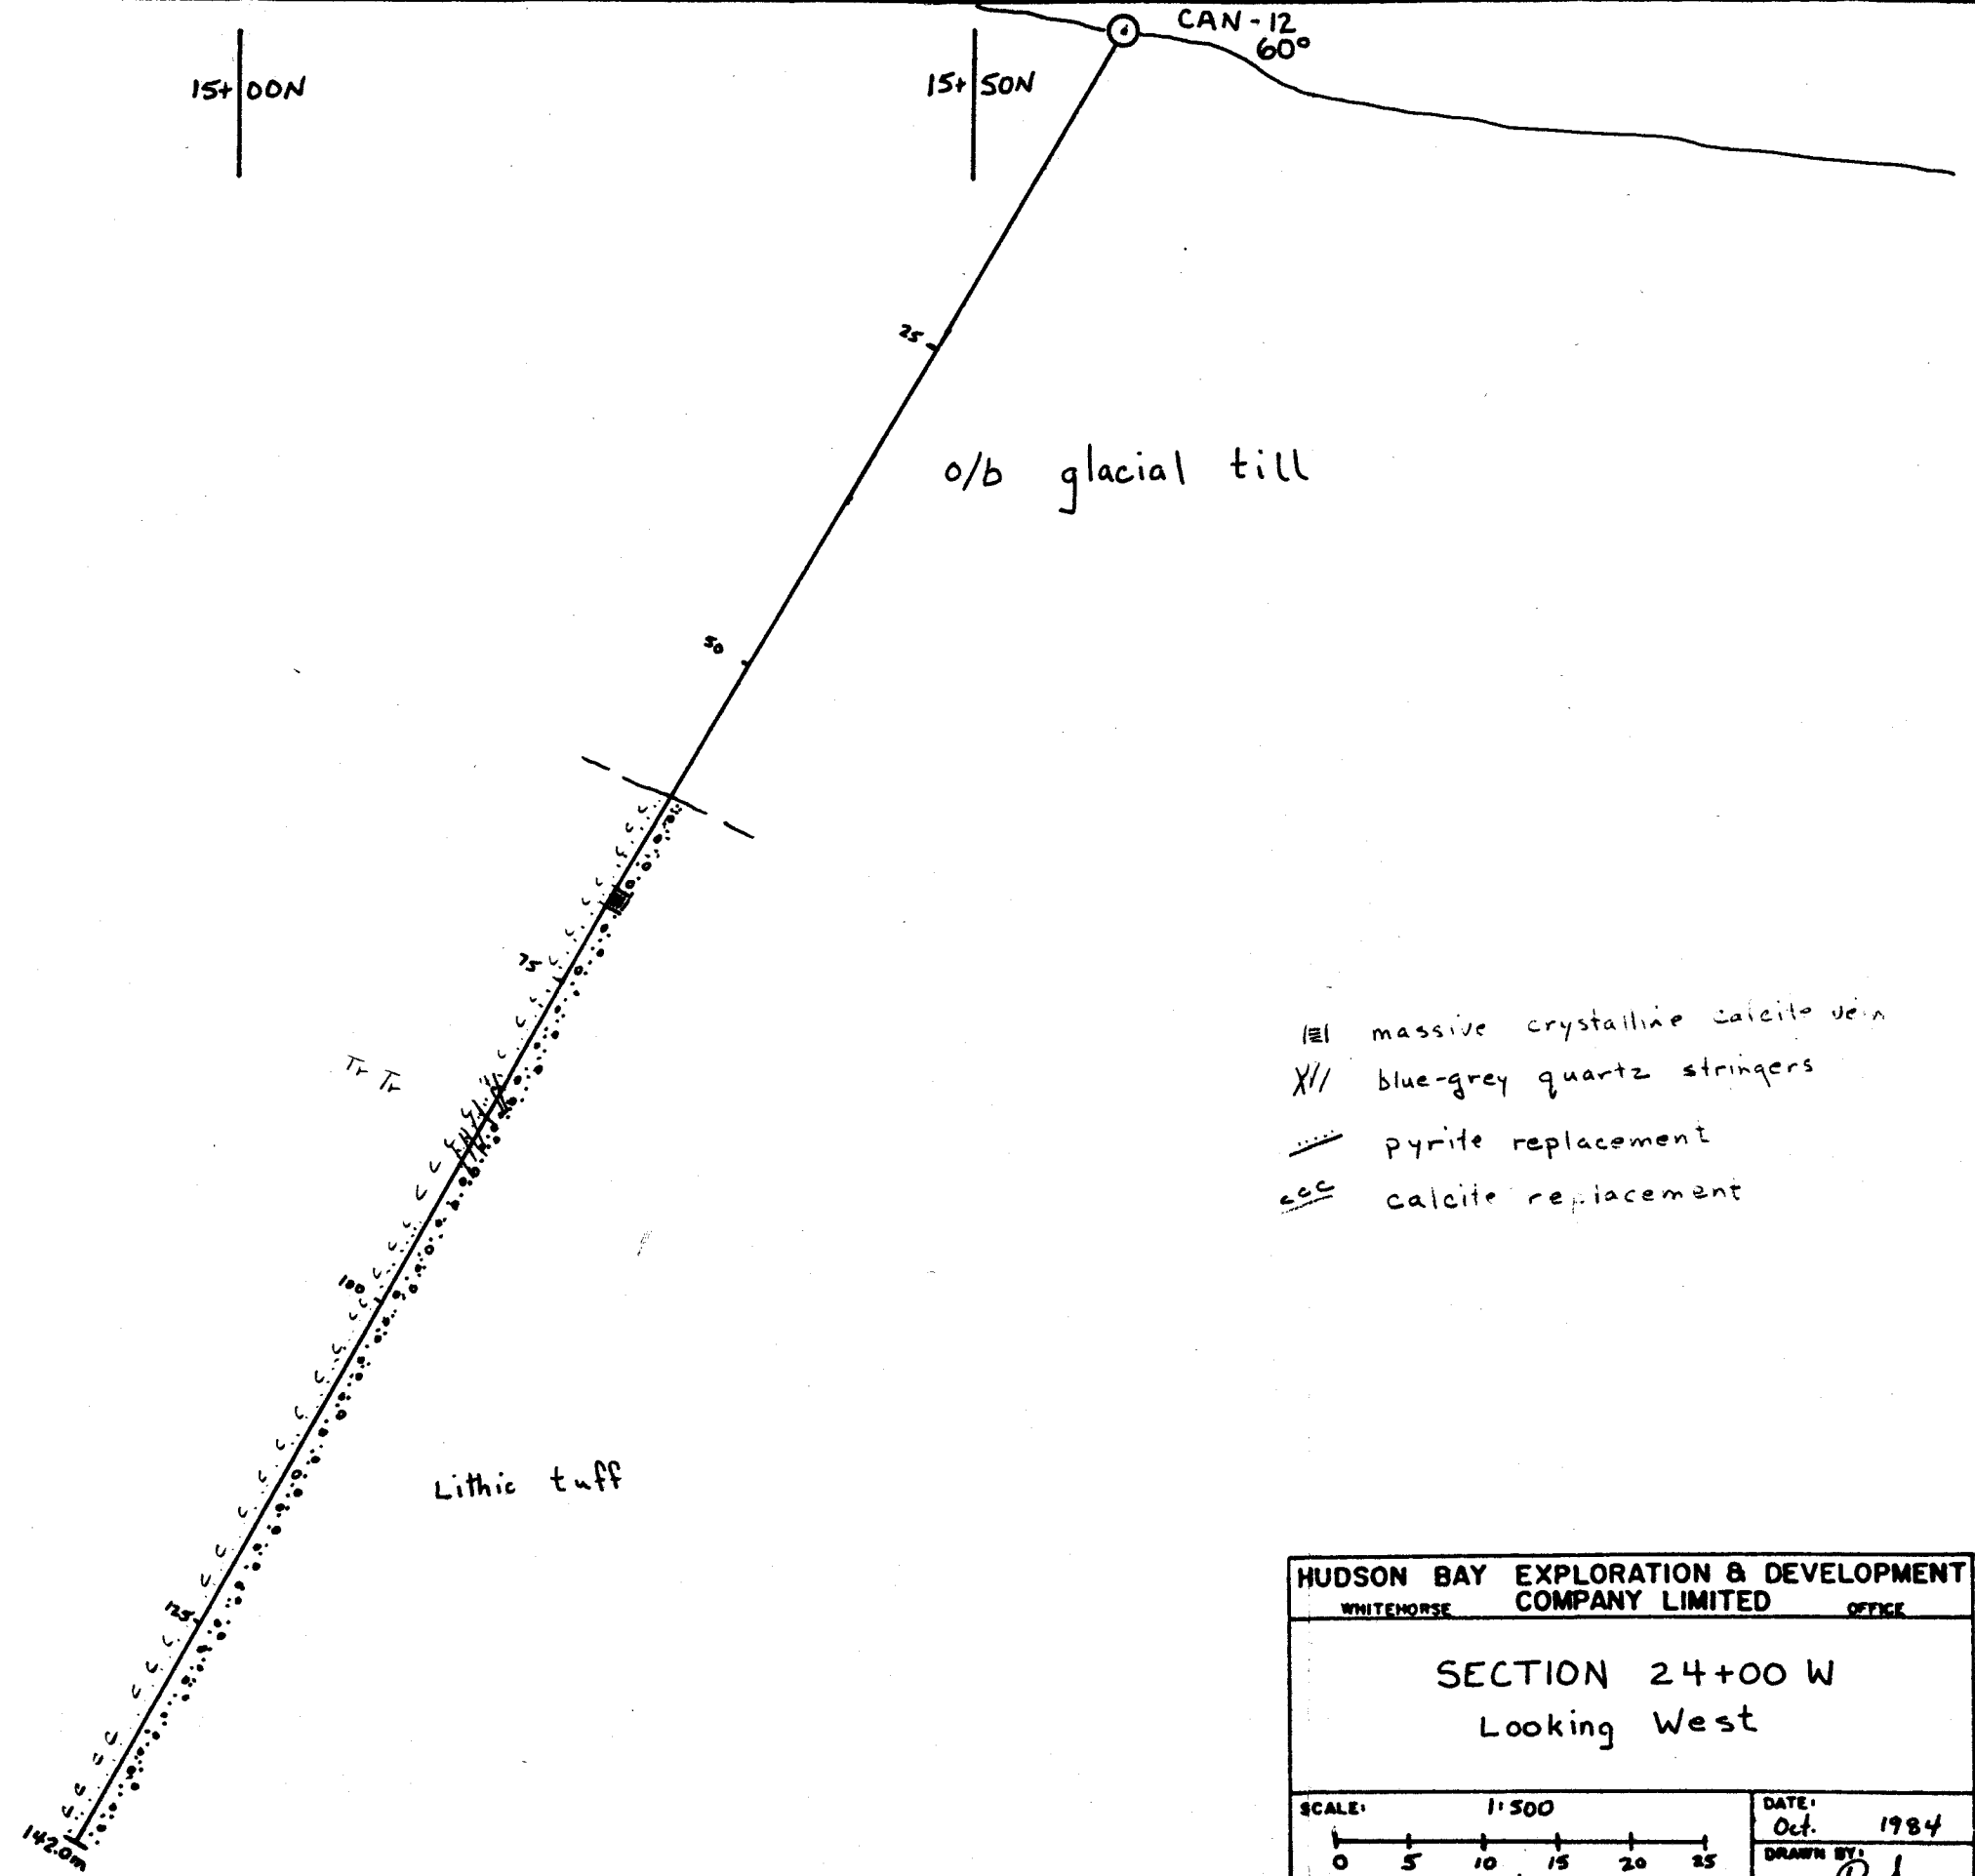 CAN-12
60°
15+00N
15+50N
25
o/b glacial till
50
75
Tr Tr
massive crystalline calcite vein
blue-grey quartz stringers
pyrite replacement
ccc calcite replacement
100
Lithic tuff
125
142.0m
HUDSON BAY EXPLORATION & DEVELOPMENT
COMPANY LIMITED
WHITEHORSE OFFICE
SECTION 24+00 W
Looking West
SCALE: 1:500
0 5 10 15 20 25
DATE:
Oct. 1984
DRAWN BY: